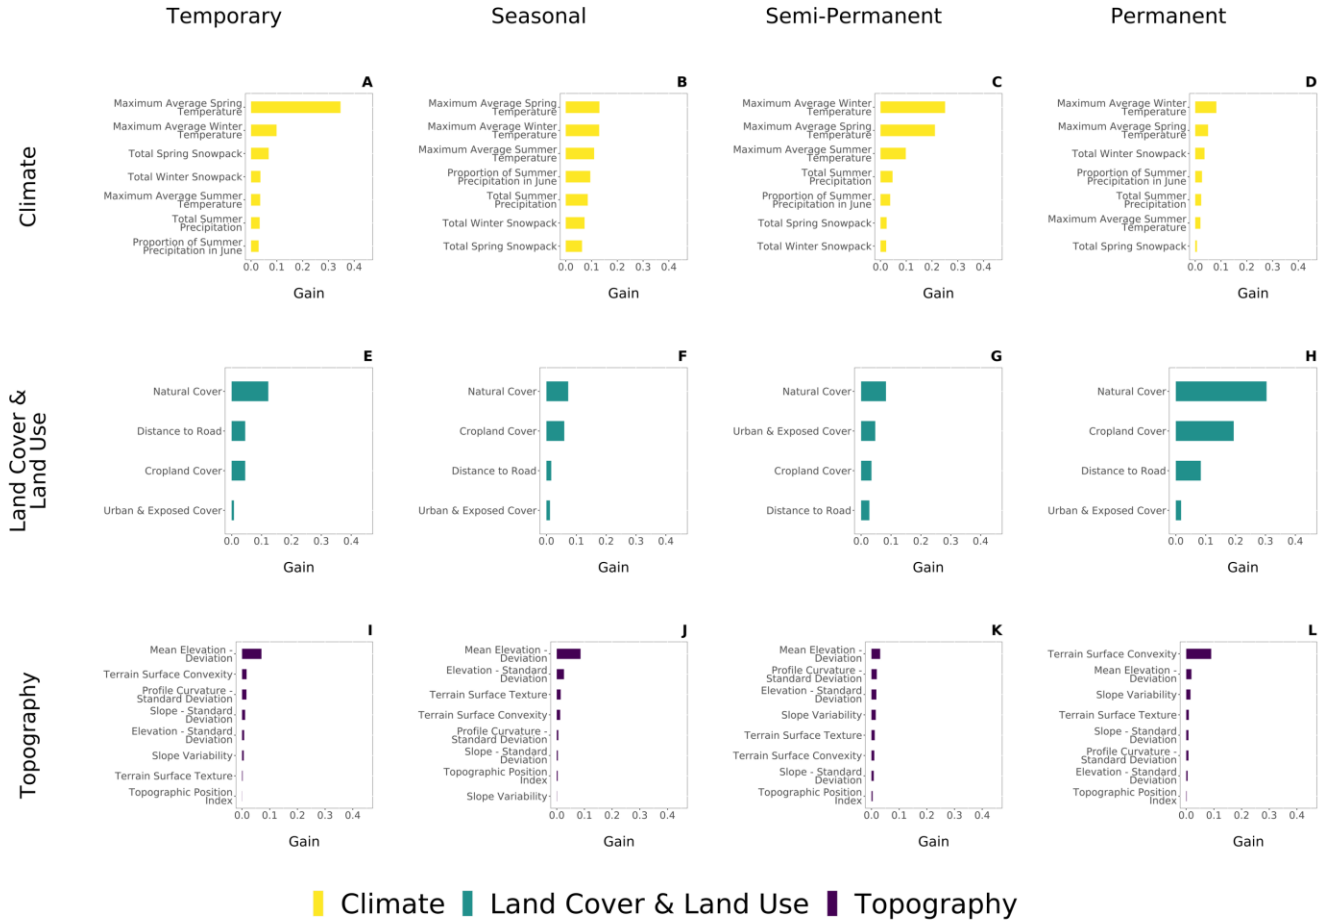 Temporary
Seasonal
Semi-Permanent
Permanent
Climate
A
Maximum Average Spring
Temperature
Maximum Average Winter
Temperature
Total Spring Snowpack
Total Winter Snowpack
Maximum Average Summer
Temperature
Total Summer
Precipitation
Proportion of Summer
Precipitation in June
0.0 0.1 0.2 0.3 0.4
Gain
B
Maximum Average Spring
Temperature
Maximum Average Winter
Temperature
Maximum Average Summer
Temperature
Proportion of Summer
Precipitation in June
Total Summer
Precipitation
Total Winter Snowpack
Total Spring Snowpack
0.0 0.1 0.2 0.3 0.4
Gain
C
Maximum Average Winter
Temperature
Maximum Average Spring
Temperature
Maximum Average Summer
Temperature
Total Summer
Precipitation
Proportion of Summer
Precipitation in June
Total Spring Snowpack
Total Winter Snowpack
0.0 0.1 0.2 0.3 0.4
Gain
D
Maximum Average Winter
Temperature
Maximum Average Spring
Temperature
Total Winter Snowpack
Proportion of Summer
Precipitation in June
Total Summer
Precipitation
Maximum Average Summer
Temperature
Total Spring Snowpack
0.0 0.1 0.2 0.3 0.4
Gain
Land Cover &
Land Use
E
Natural Cover
Distance to Road
Cropland Cover
Urban & Exposed Cover
0.0 0.1 0.2 0.3 0.4
Gain
F
Natural Cover
Cropland Cover
Distance to Road
Urban & Exposed Cover
0.0 0.1 0.2 0.3 0.4
Gain
G
Natural Cover
Urban & Exposed Cover
Cropland Cover
Distance to Road
0.0 0.1 0.2 0.3 0.4
Gain
H
Natural Cover
Cropland Cover
Distance to Road
Urban & Exposed Cover
0.0 0.1 0.2 0.3 0.4
Gain
Topography
I
Mean Elevation -
Deviation
Terrain Surface Convexity
Profile Curvature -
Standard Deviation
Slope - Standard
Deviation
Elevation - Standard
Deviation
Slope Variability
Terrain Surface Texture
Topographic Position
Index
0.0 0.1 0.2 0.3 0.4
Gain
J
Mean Elevation -
Deviation
Elevation - Standard
Deviation
Terrain Surface Texture
Terrain Surface Convexity
Profile Curvature -
Standard Deviation
Slope - Standard
Deviation
Topographic Position
Index
Slope Variability
0.0 0.1 0.2 0.3 0.4
Gain
K
Mean Elevation -
Deviation
Profile Curvature -
Standard Deviation
Elevation - Standard
Deviation
Slope Variability
Terrain Surface Texture
Terrain Surface Convexity
Slope - Standard
Deviation
Topographic Position
Index
0.0 0.1 0.2 0.3 0.4
Gain
L
Terrain Surface Convexity
Mean Elevation -
Deviation
Slope Variability
Terrain Surface Texture
Slope - Standard
Deviation
Profile Curvature -
Standard Deviation
Elevation - Standard
Deviation
Topographic Position
Index
0.0 0.1 0.2 0.3 0.4
Gain
Climate Land Cover & Land Use Topography